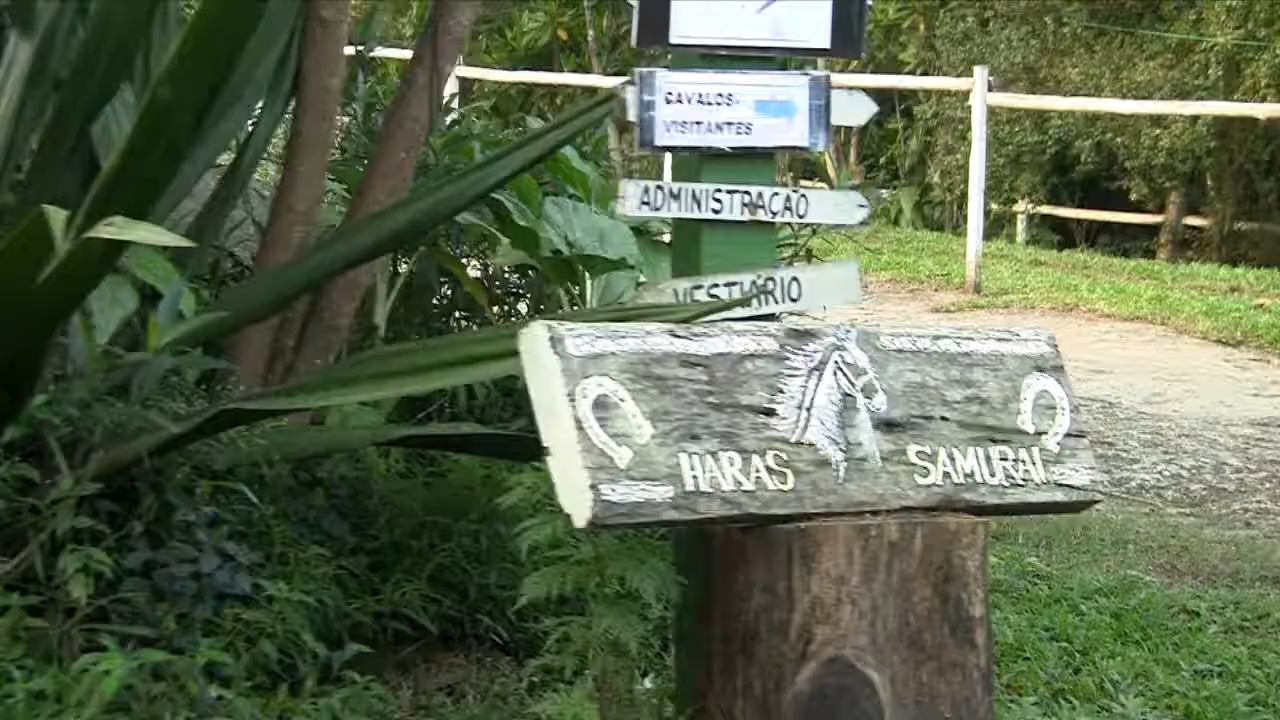 CAVALOS-
VISITANTES
ADMINISTRAÇÃO
VESTIÁRIO
HARAS SAMURAI